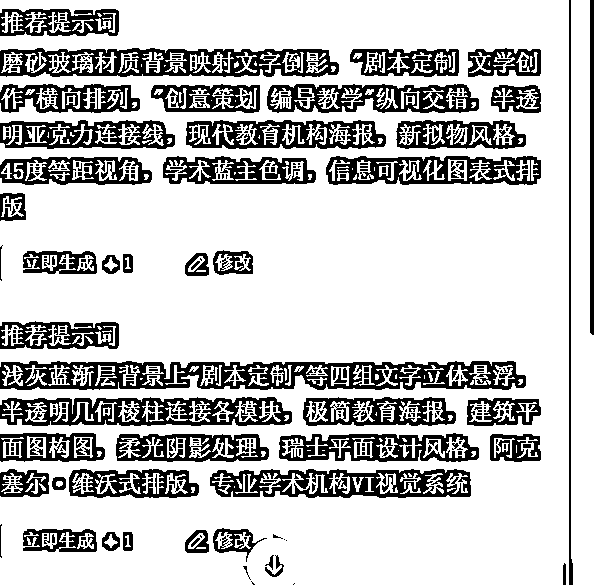 推荐提示词
磨砂玻璃材质背景映射文字倒影，"剧本定制 文学创
作"横向排列，"创意策划 编导教学"纵向交错，半透
明亚克力连接线，现代教育机构海报，新拟物风格，
45度等距视角，学术蓝主色调，信息可视化图表式排
版
立即生成 1 修改
推荐提示词
浅灰蓝渐层背景上"剧本定制"等四组文字立体悬浮，
半透明几何棱柱连接各模块，极简教育海报，建筑平
面图构图，柔光阴影处理，瑞士平面设计风格，阿克
塞尔·维沃式排版，专业学术机构VI视觉系统
立即生成 1 修改